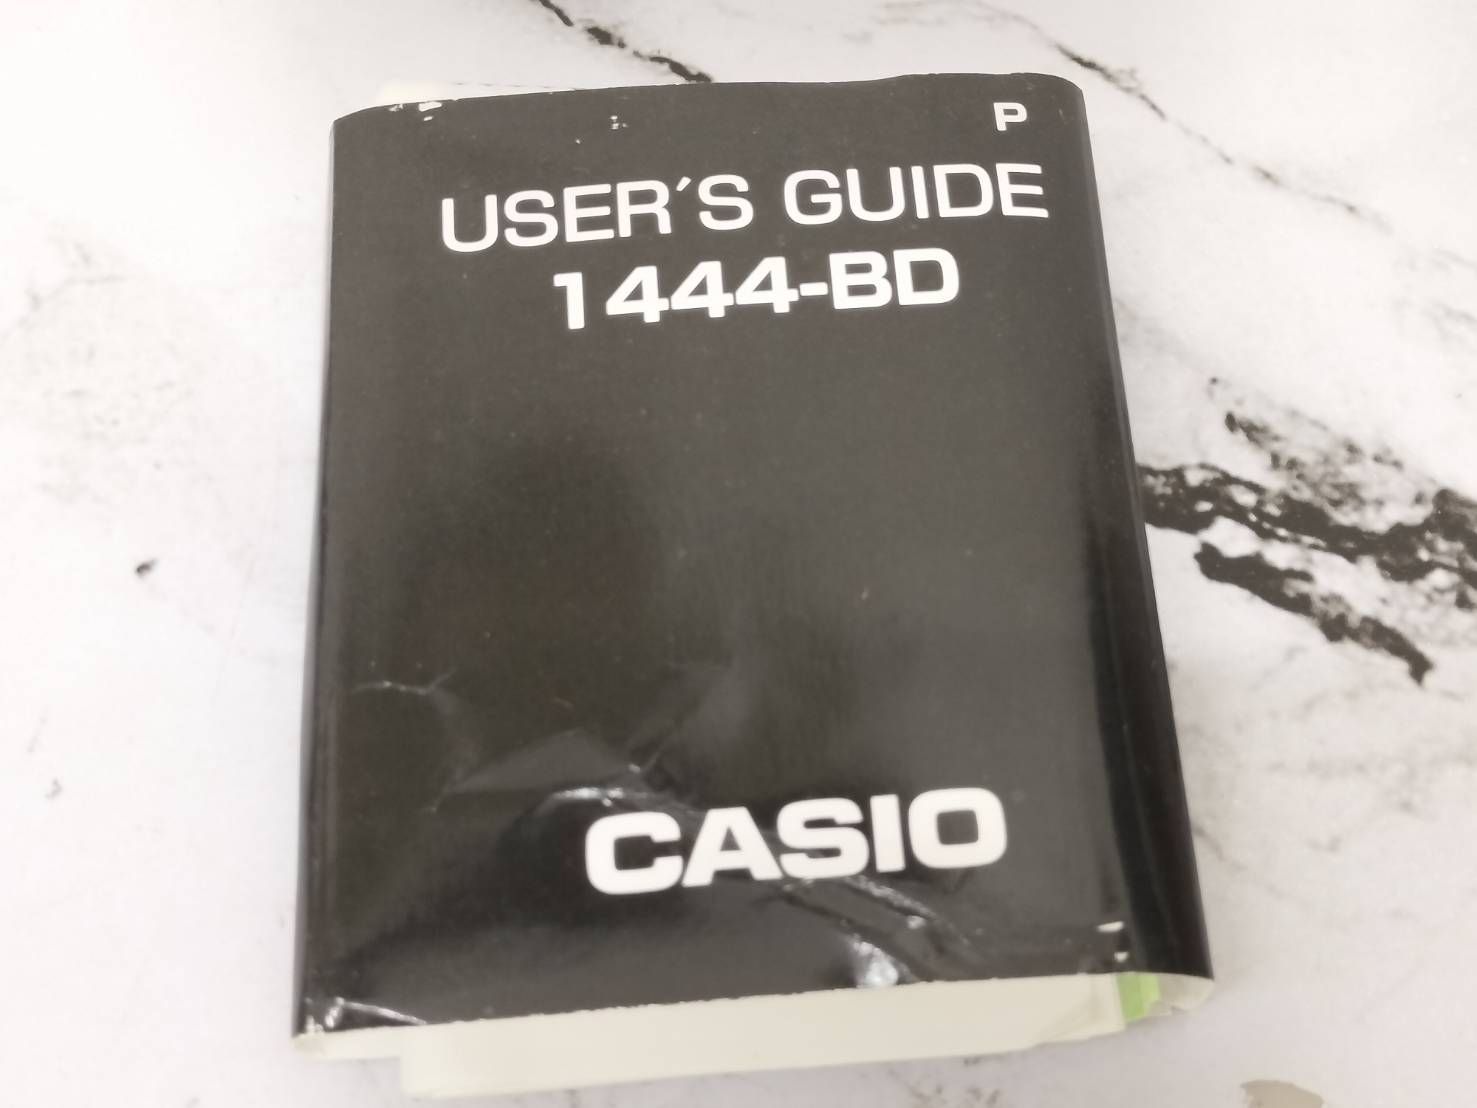 P
USER'S GUIDE
1444-BD
CASIO